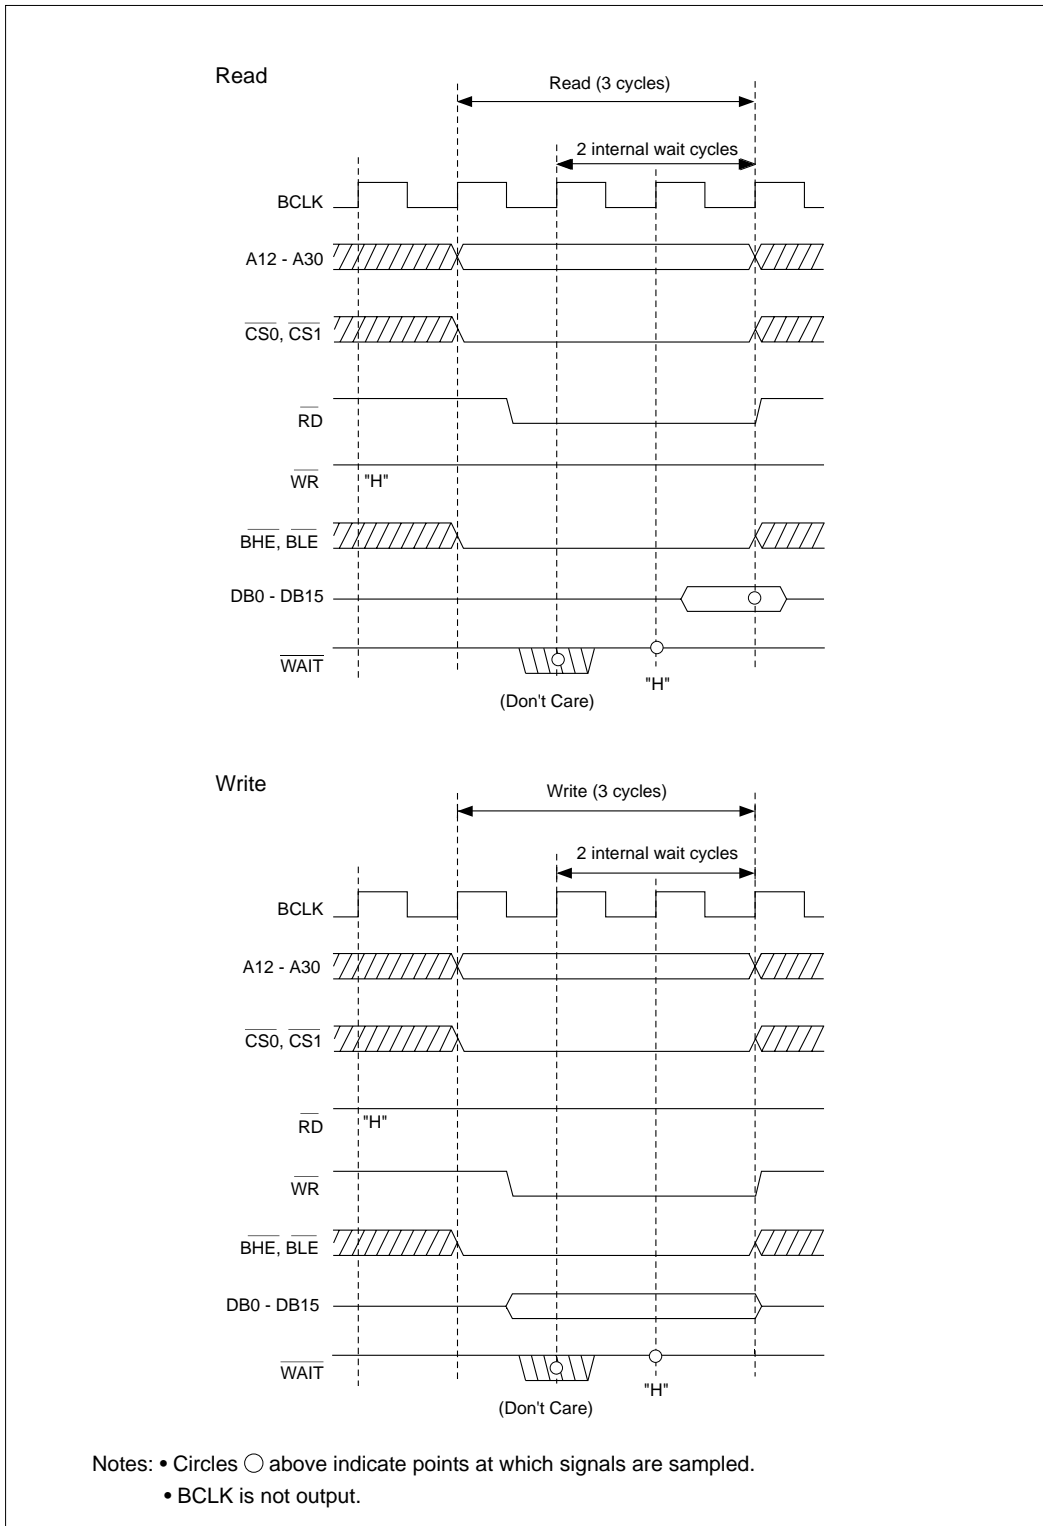 Read
Read (3 cycles)
2 internal wait cycles
BCLK
A12 - A30
CS0, CS1
RD
WR "H"
BHE, BLE
DB0 - DB15
WAIT
"H"
(Don't Care)
Write
Write (3 cycles)
2 internal wait cycles
BCLK
A12 - A30
CS0, CS1
RD "H"
WR
BHE, BLE
DB0 - DB15
WAIT
"H"
(Don't Care)
Notes: • Circles ○ above indicate points at which signals are sampled.
• BCLK is not output.